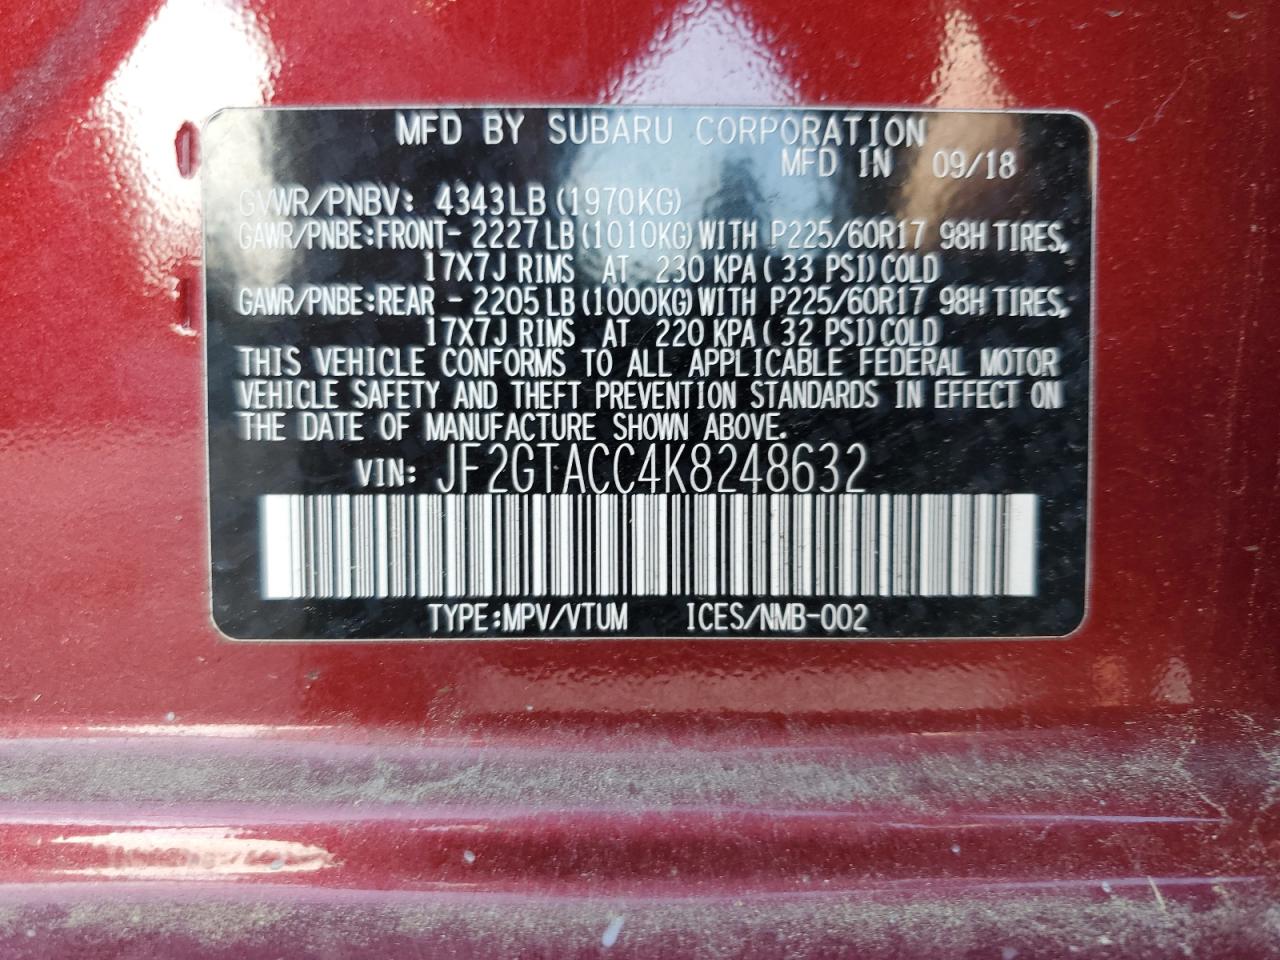 MFD BY SUBARU CORPORATION
MFD IN 09/18
GVWR/PNBV: 4343LB (1970KG)
GAWR/PNBE:FRONT- 2227LB (1010KG) WITH P225/60R17 98H TIRES,
17X7J RIMS AT 230 KPA ( 33 PSI) COLD
GAWR/PNBE:REAR - 2205LB (1000KG) WITH P225/60R17 98H TIRES,
17X7J RIMS AT 220 KPA ( 32 PSI) COLD
THIS VEHICLE CONFORMS TO ALL APPLICABLE FEDERAL MOTOR
VEHICLE SAFETY AND THEFT PREVENTION STANDARDS IN EFFECT ON
THE DATE OF MANUFACTURE SHOWN ABOVE.
VIN: JF2GTACC4K8248632
TYPE:MPV/VTUM ICES/NMB-002